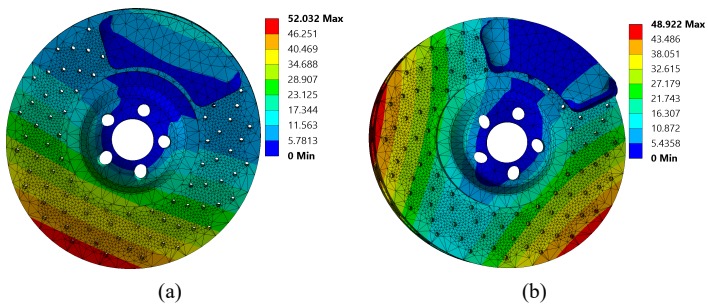 52.032 Max
46.251
40.469
34.688
28.907
23.125
17.344
11.563
5.7813
0 Min
48.922 Max
43.486
38.051
32.615
27.179
21.743
16.307
10.872
5.4358
0 Min
(a)
(b)